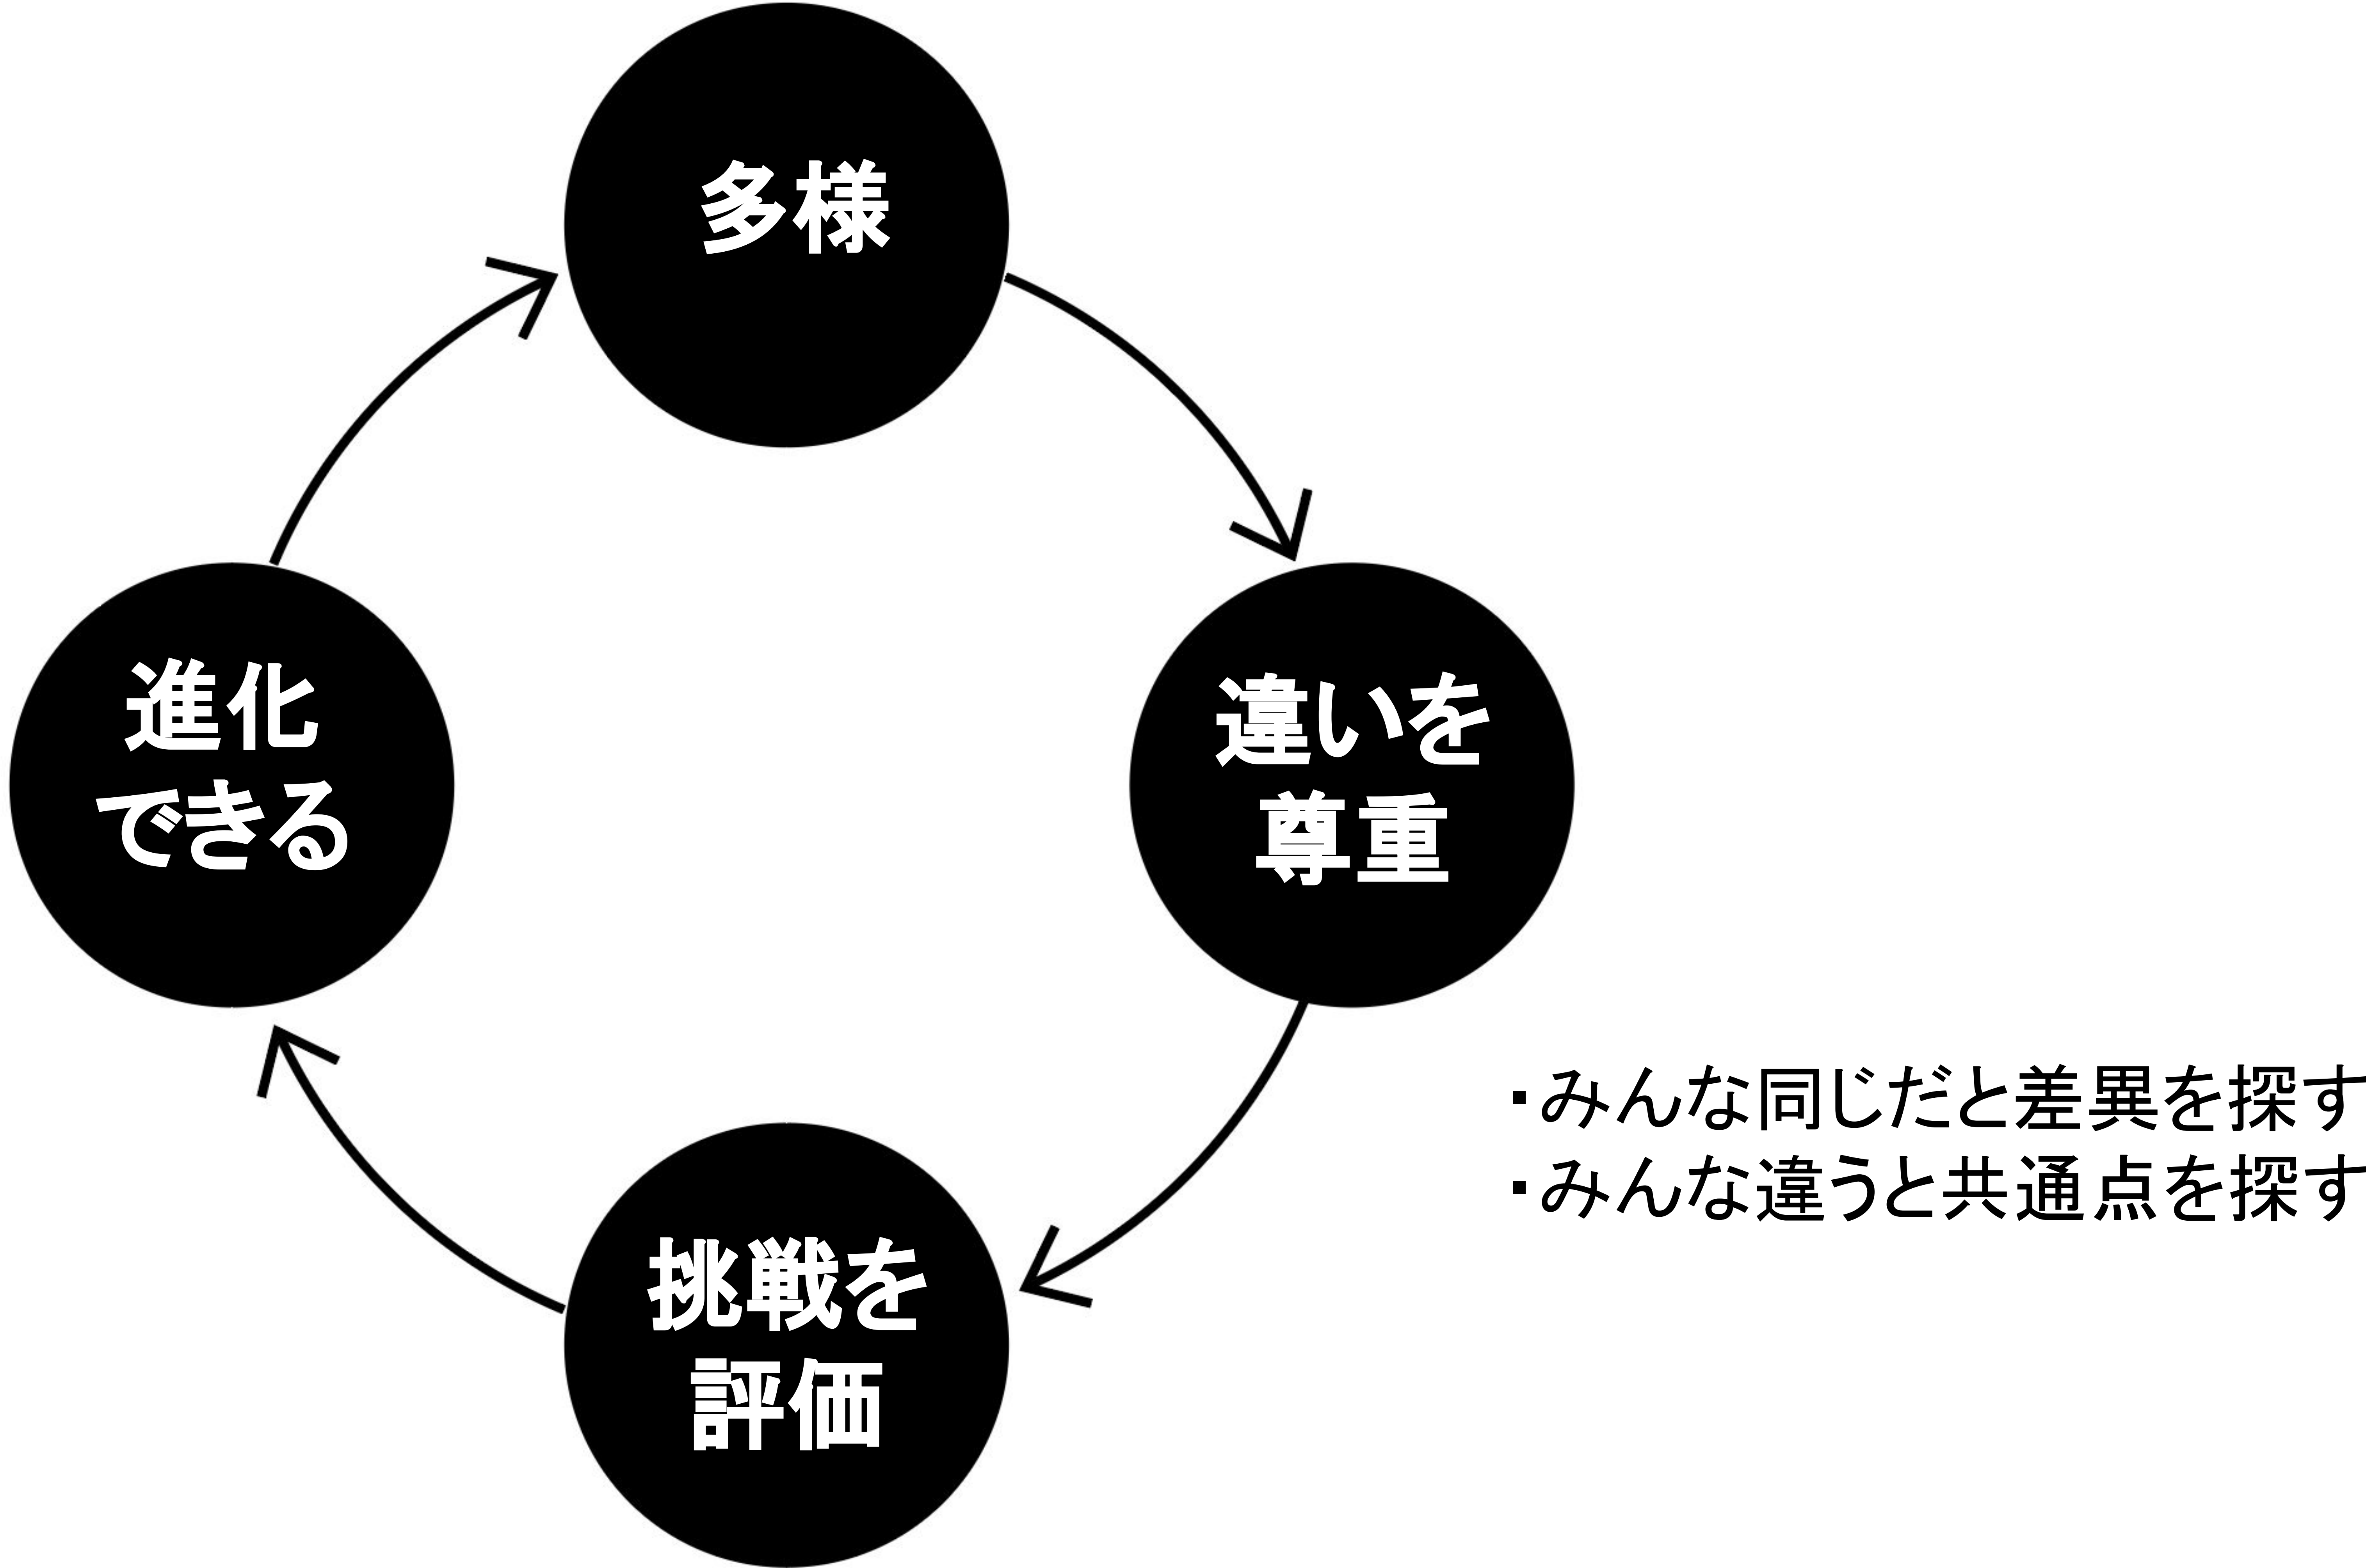 多様
違いを
尊重
・みんな同じだと差異を探す
・みんな違うと共通点を探す
挑戦を
評価
進化
できる